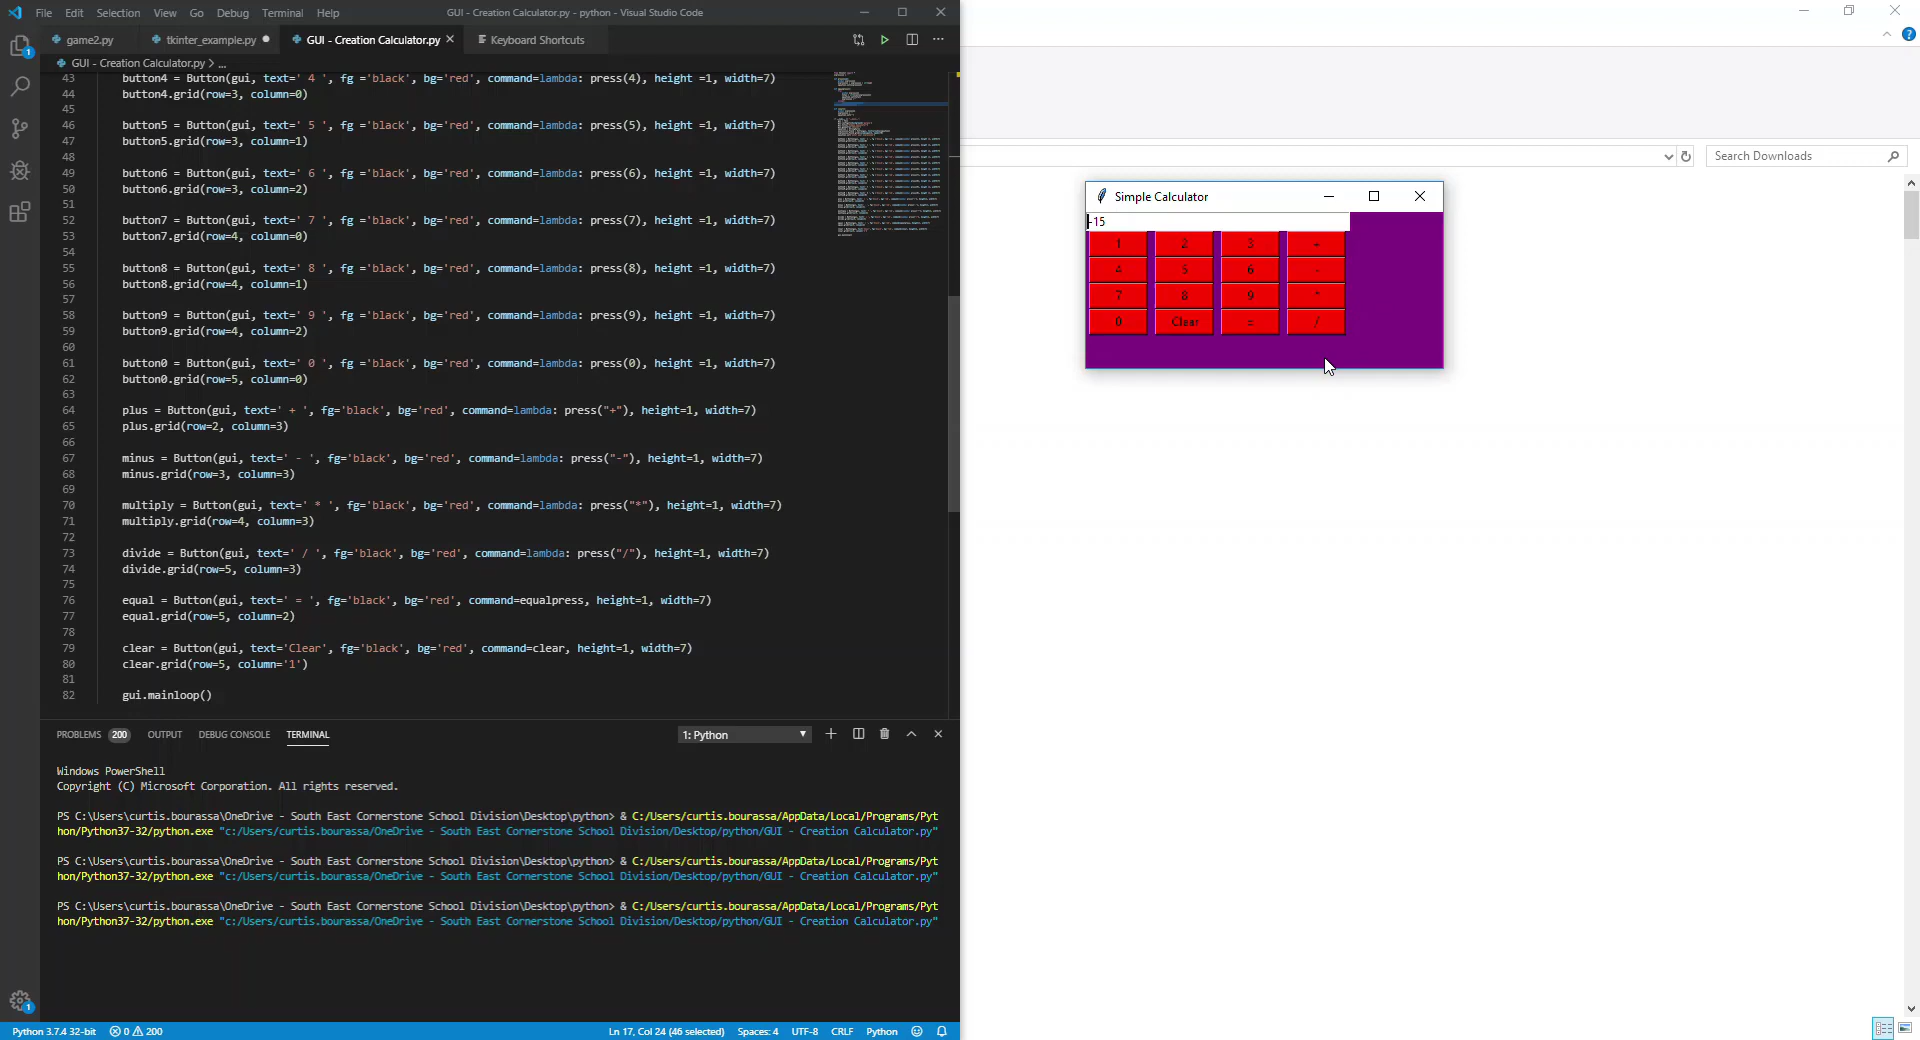 File Edit Selection View Go Debug Terminal Help GUI - Creation Calculator.py - python - Visual Studio Code
game2.py tkinter_example.py GUI - Creation Calculator.py Keyboard Shortcuts
GUI - Creation Calculator.py > ...
43 button4 = Button(gui, text=' 4 ', fg ='black', bg='red', command=lambda: press(4), height =1, width=7)
44 button4.grid(row=3, column=0)
45
46 button5 = Button(gui, text=' 5 ', fg ='black', bg='red', command=lambda: press(5), height =1, width=7)
47 button5.grid(row=3, column=1)
48
49 button6 = Button(gui, text=' 6 ', fg ='black', bg='red', command=lambda: press(6), height =1, width=7)
50 button6.grid(row=3, column=2)
51
52 button7 = Button(gui, text=' 7 ', fg ='black', bg='red', command=lambda: press(7), height =1, width=7)
53 button7.grid(row=4, column=0)
54
55 button8 = Button(gui, text=' 8 ', fg ='black', bg='red', command=lambda: press(8), height =1, width=7)
56 button8.grid(row=4, column=1)
57
58 button9 = Button(gui, text=' 9 ', fg ='black', bg='red', command=lambda: press(9), height =1, width=7)
59 button9.grid(row=4, column=2)
60
61 button0 = Button(gui, text=' 0 ', fg ='black', bg='red', command=lambda: press(0), height =1, width=7)
62 button0.grid(row=5, column=0)
63
64 plus = Button(gui, text=' + ', fg='black', bg='red', command=lambda: press("+"), height=1, width=7)
65 plus.grid(row=2, column=3)
66
67 minus = Button(gui, text=' - ', fg='black', bg='red', command=lambda: press("-"), height=1, width=7)
68 minus.grid(row=3, column=3)
69
70 multiply = Button(gui, text=' * ', fg='black', bg='red', command=lambda: press("*"), height=1, width=7)
71 multiply.grid(row=4, column=3)
72
73 divide = Button(gui, text=' / ', fg='black', bg='red', command=lambda: press("/"), height=1, width=7)
74 divide.grid(row=5, column=3)
75
76 equal = Button(gui, text=' = ', fg='black', bg='red', command=equalpress, height=1, width=7)
77 equal.grid(row=5, column=2)
78
79 clear = Button(gui, text='Clear', fg='black', bg='red', command=clear, height=1, width=7)
80 clear.grid(row=5, column='1')
81
82 gui.mainloop()
PROBLEMS 200 OUTPUT DEBUG CONSOLE TERMINAL 1: Python
Windows PowerShell
Copyright (C) Microsoft Corporation. All rights reserved.
PS C:\Users\curtis.bourassa\OneDrive - South East Cornerstone School Division\Desktop\python> & C:/Users/curtis.bourassa/AppData/Local/Programs/Pyt
hon/Python37-32/python.exe "c:/Users/curtis.bourassa/OneDrive - South East Cornerstone School Division/Desktop/python/GUI - Creation Calculator.py"
PS C:\Users\curtis.bourassa\OneDrive - South East Cornerstone School Division\Desktop\python> & C:/Users/curtis.bourassa/AppData/Local/Programs/Pyt
hon/Python37-32/python.exe "c:/Users/curtis.bourassa/OneDrive - South East Cornerstone School Division/Desktop/python/GUI - Creation Calculator.py"
PS C:\Users\curtis.bourassa\OneDrive - South East Cornerstone School Division\Desktop\python> & C:/Users/curtis.bourassa/AppData/Local/Programs/Pyt
hon/Python37-32/python.exe "c:/Users/curtis.bourassa/OneDrive - South East Cornerstone School Division/Desktop/python/GUI - Creation Calculator.py"
Python 3.7.4 32-bit 0 200 Ln 17, Col 24 (46 selected) Spaces: 4 UTF-8 CRLF Python
Search Downloads
Simple Calculator
-15
1 2 3 +
4 5 6 -
7 8 9 *
0 Clear = /